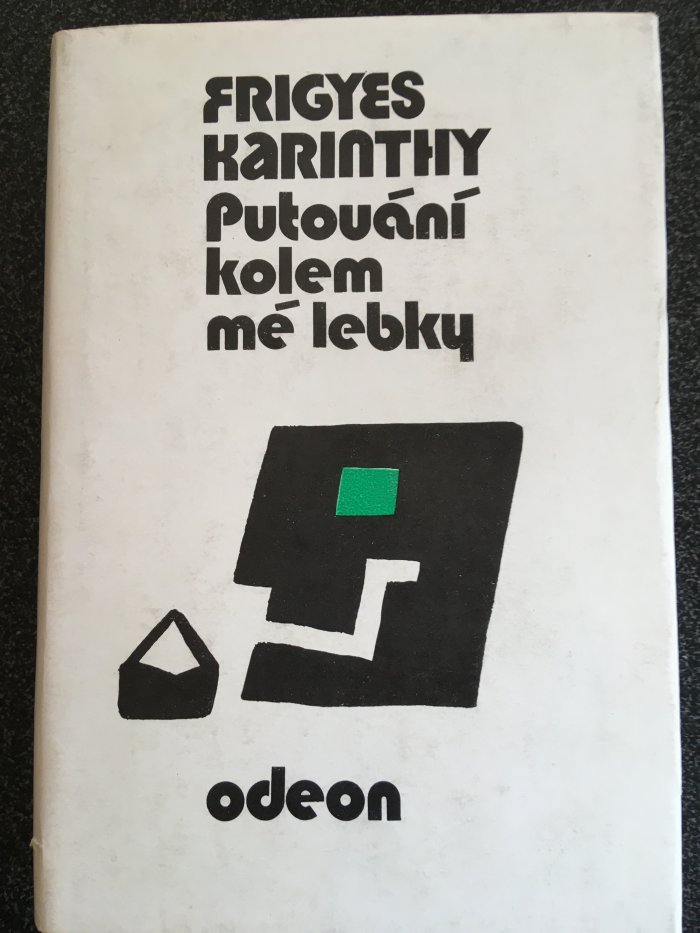 FRIGYES
KARINTHY
Putování
kolem
mé lebky
odeon